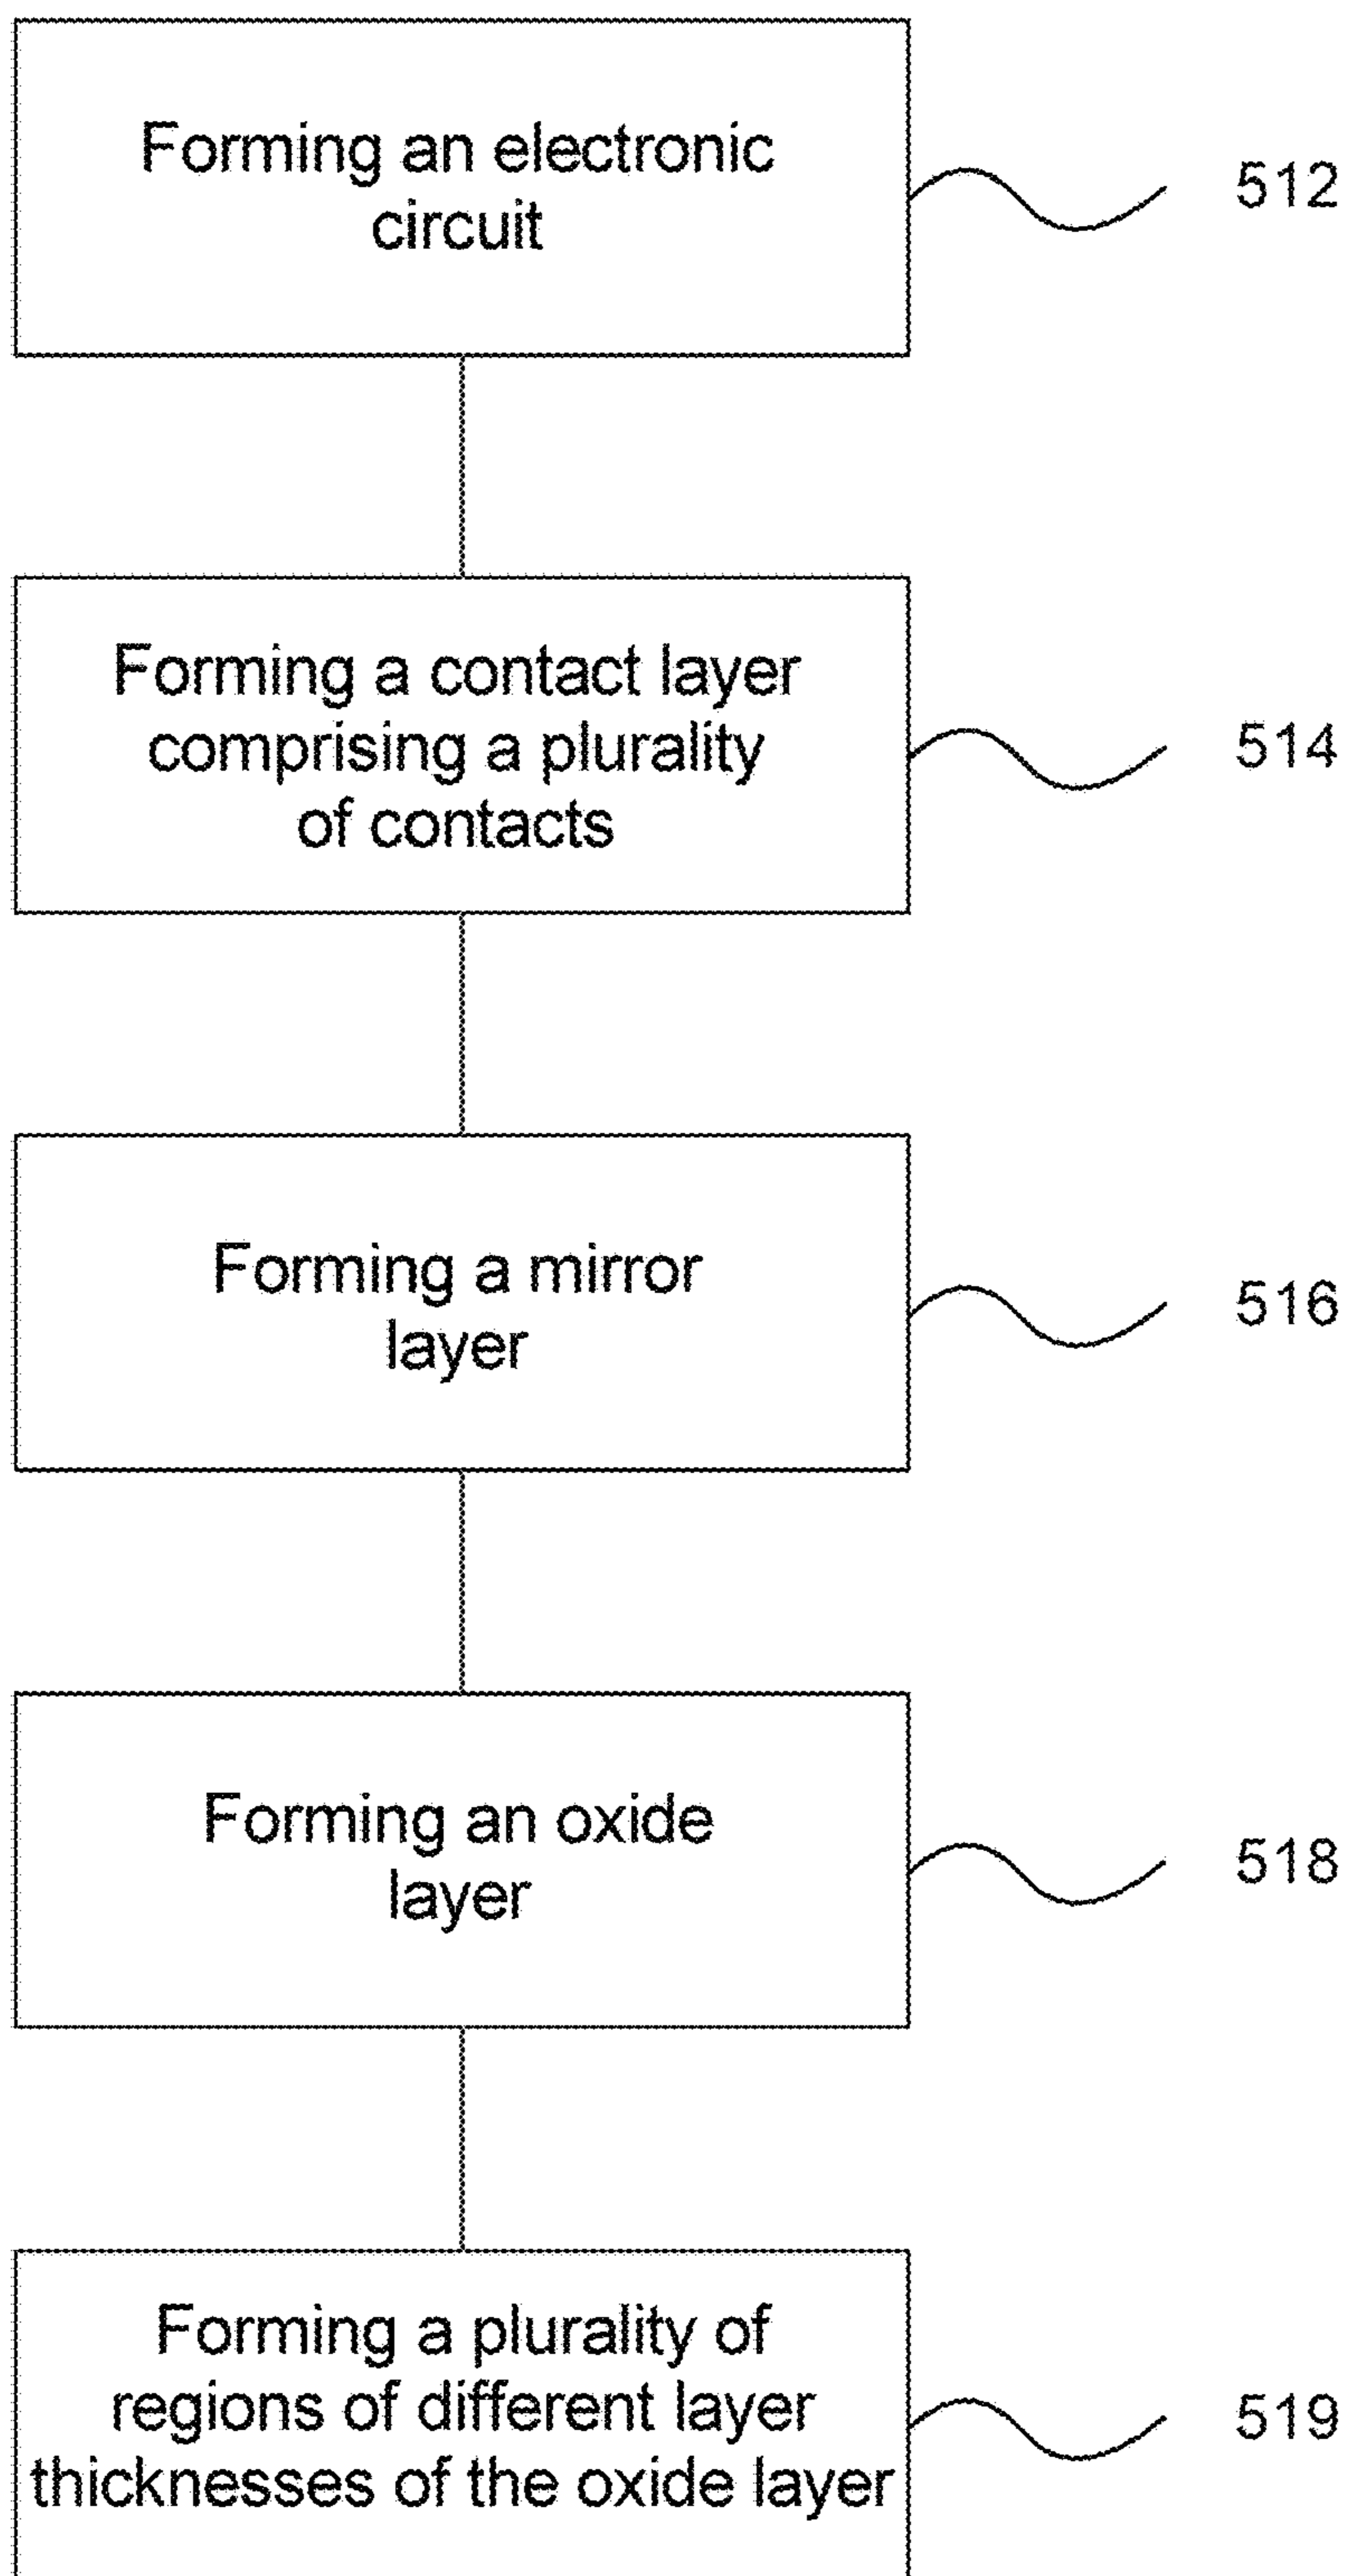 Forming an electronic
circuit
512
Forming a contact layer
comprising a plurality
of contacts
514
Forming a mirror
layer
516
Forming an oxide
layer
518
Forming a plurality of
regions of different layer
thicknesses of the oxide layer
519